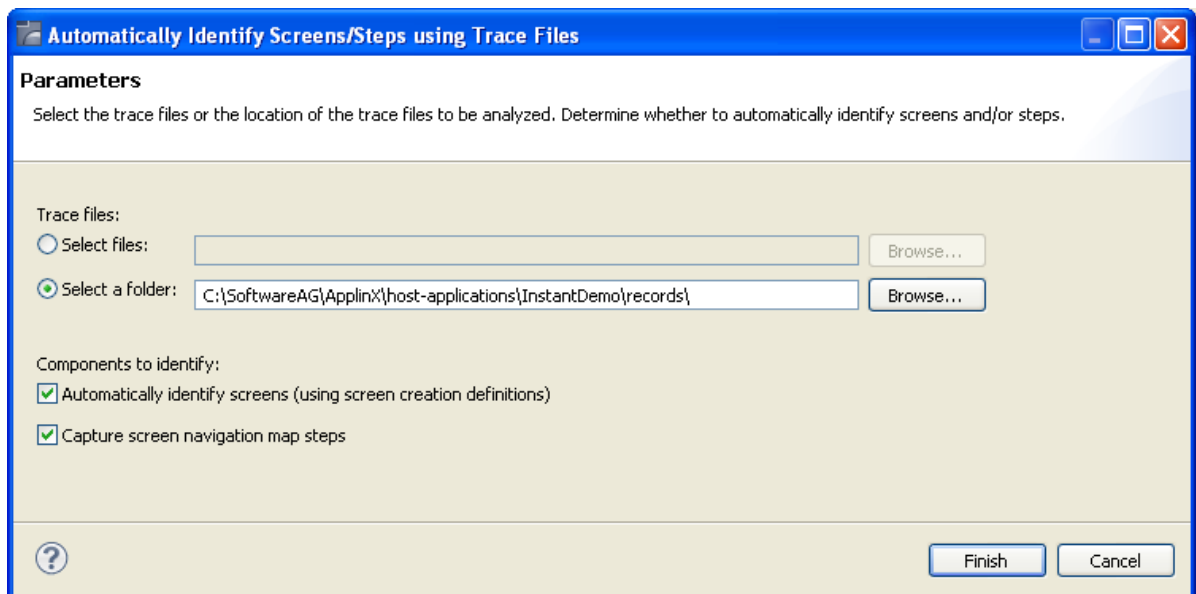 Automatically Identify Screens/Steps using Trace Files
Parameters
Select the trace files or the location of the trace files to be analyzed. Determine whether to automatically identify screens and/or steps.
Trace files:
Select files: Browse...
Select a folder: C:\SoftwareAG\ApplinX\host-applications\InstantDemo\records\ Browse...
Components to identify:
Automatically identify screens (using screen creation definitions)
Capture screen navigation map steps
? Finish Cancel